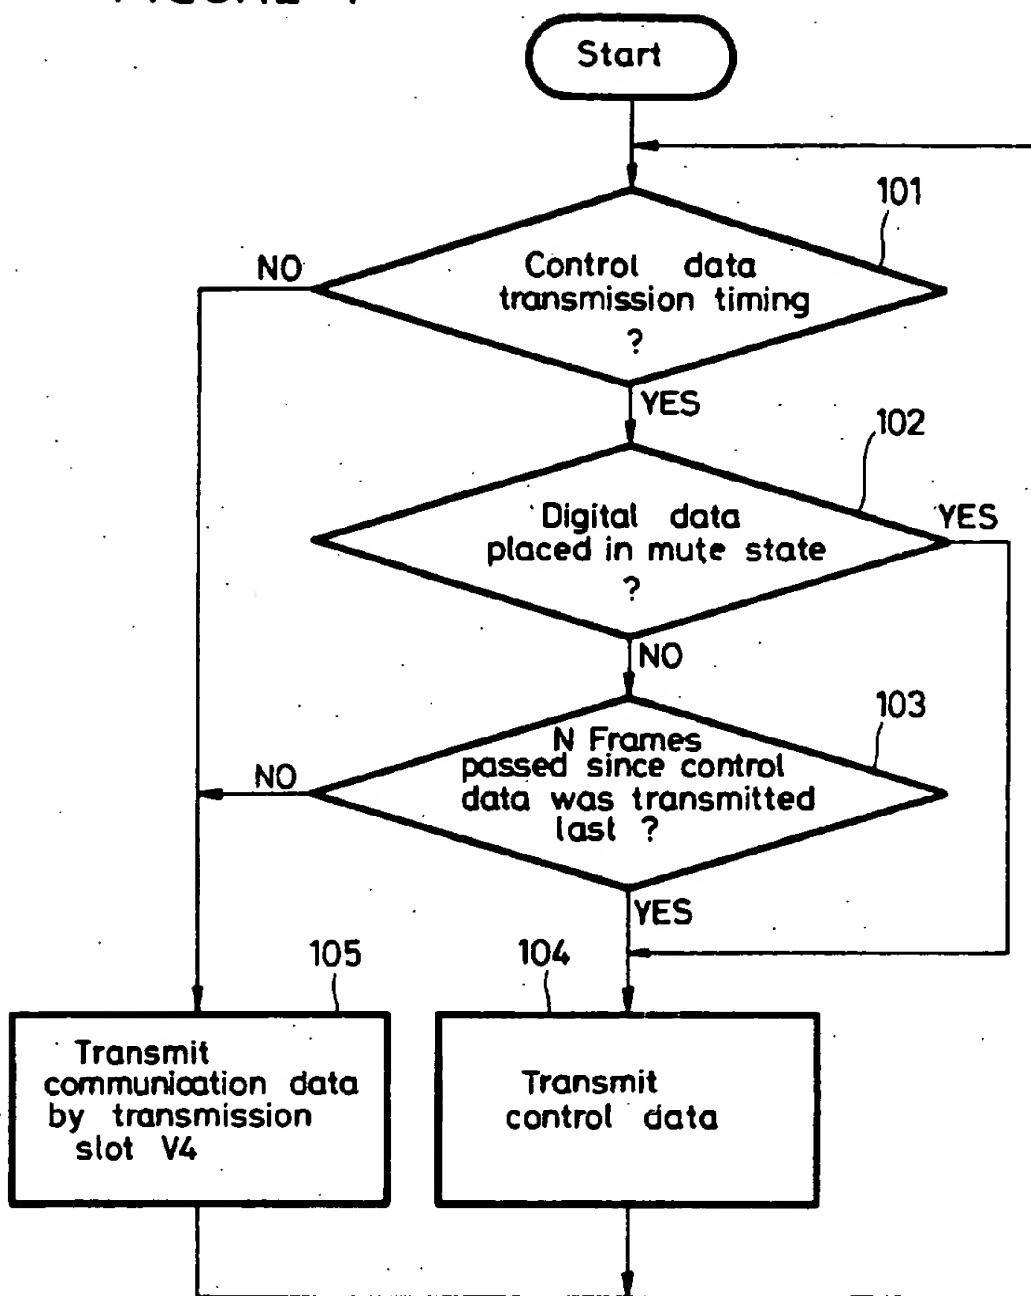 Start
101
NO
Control data
transmission timing
?
YES
102
Digital data
placed in mute state
?
YES
NO
103
N Frames
passed since control
data was transmitted
last ?
NO
YES
105
104
Transmit
communication data
by transmission
slot V4
Transmit
control data